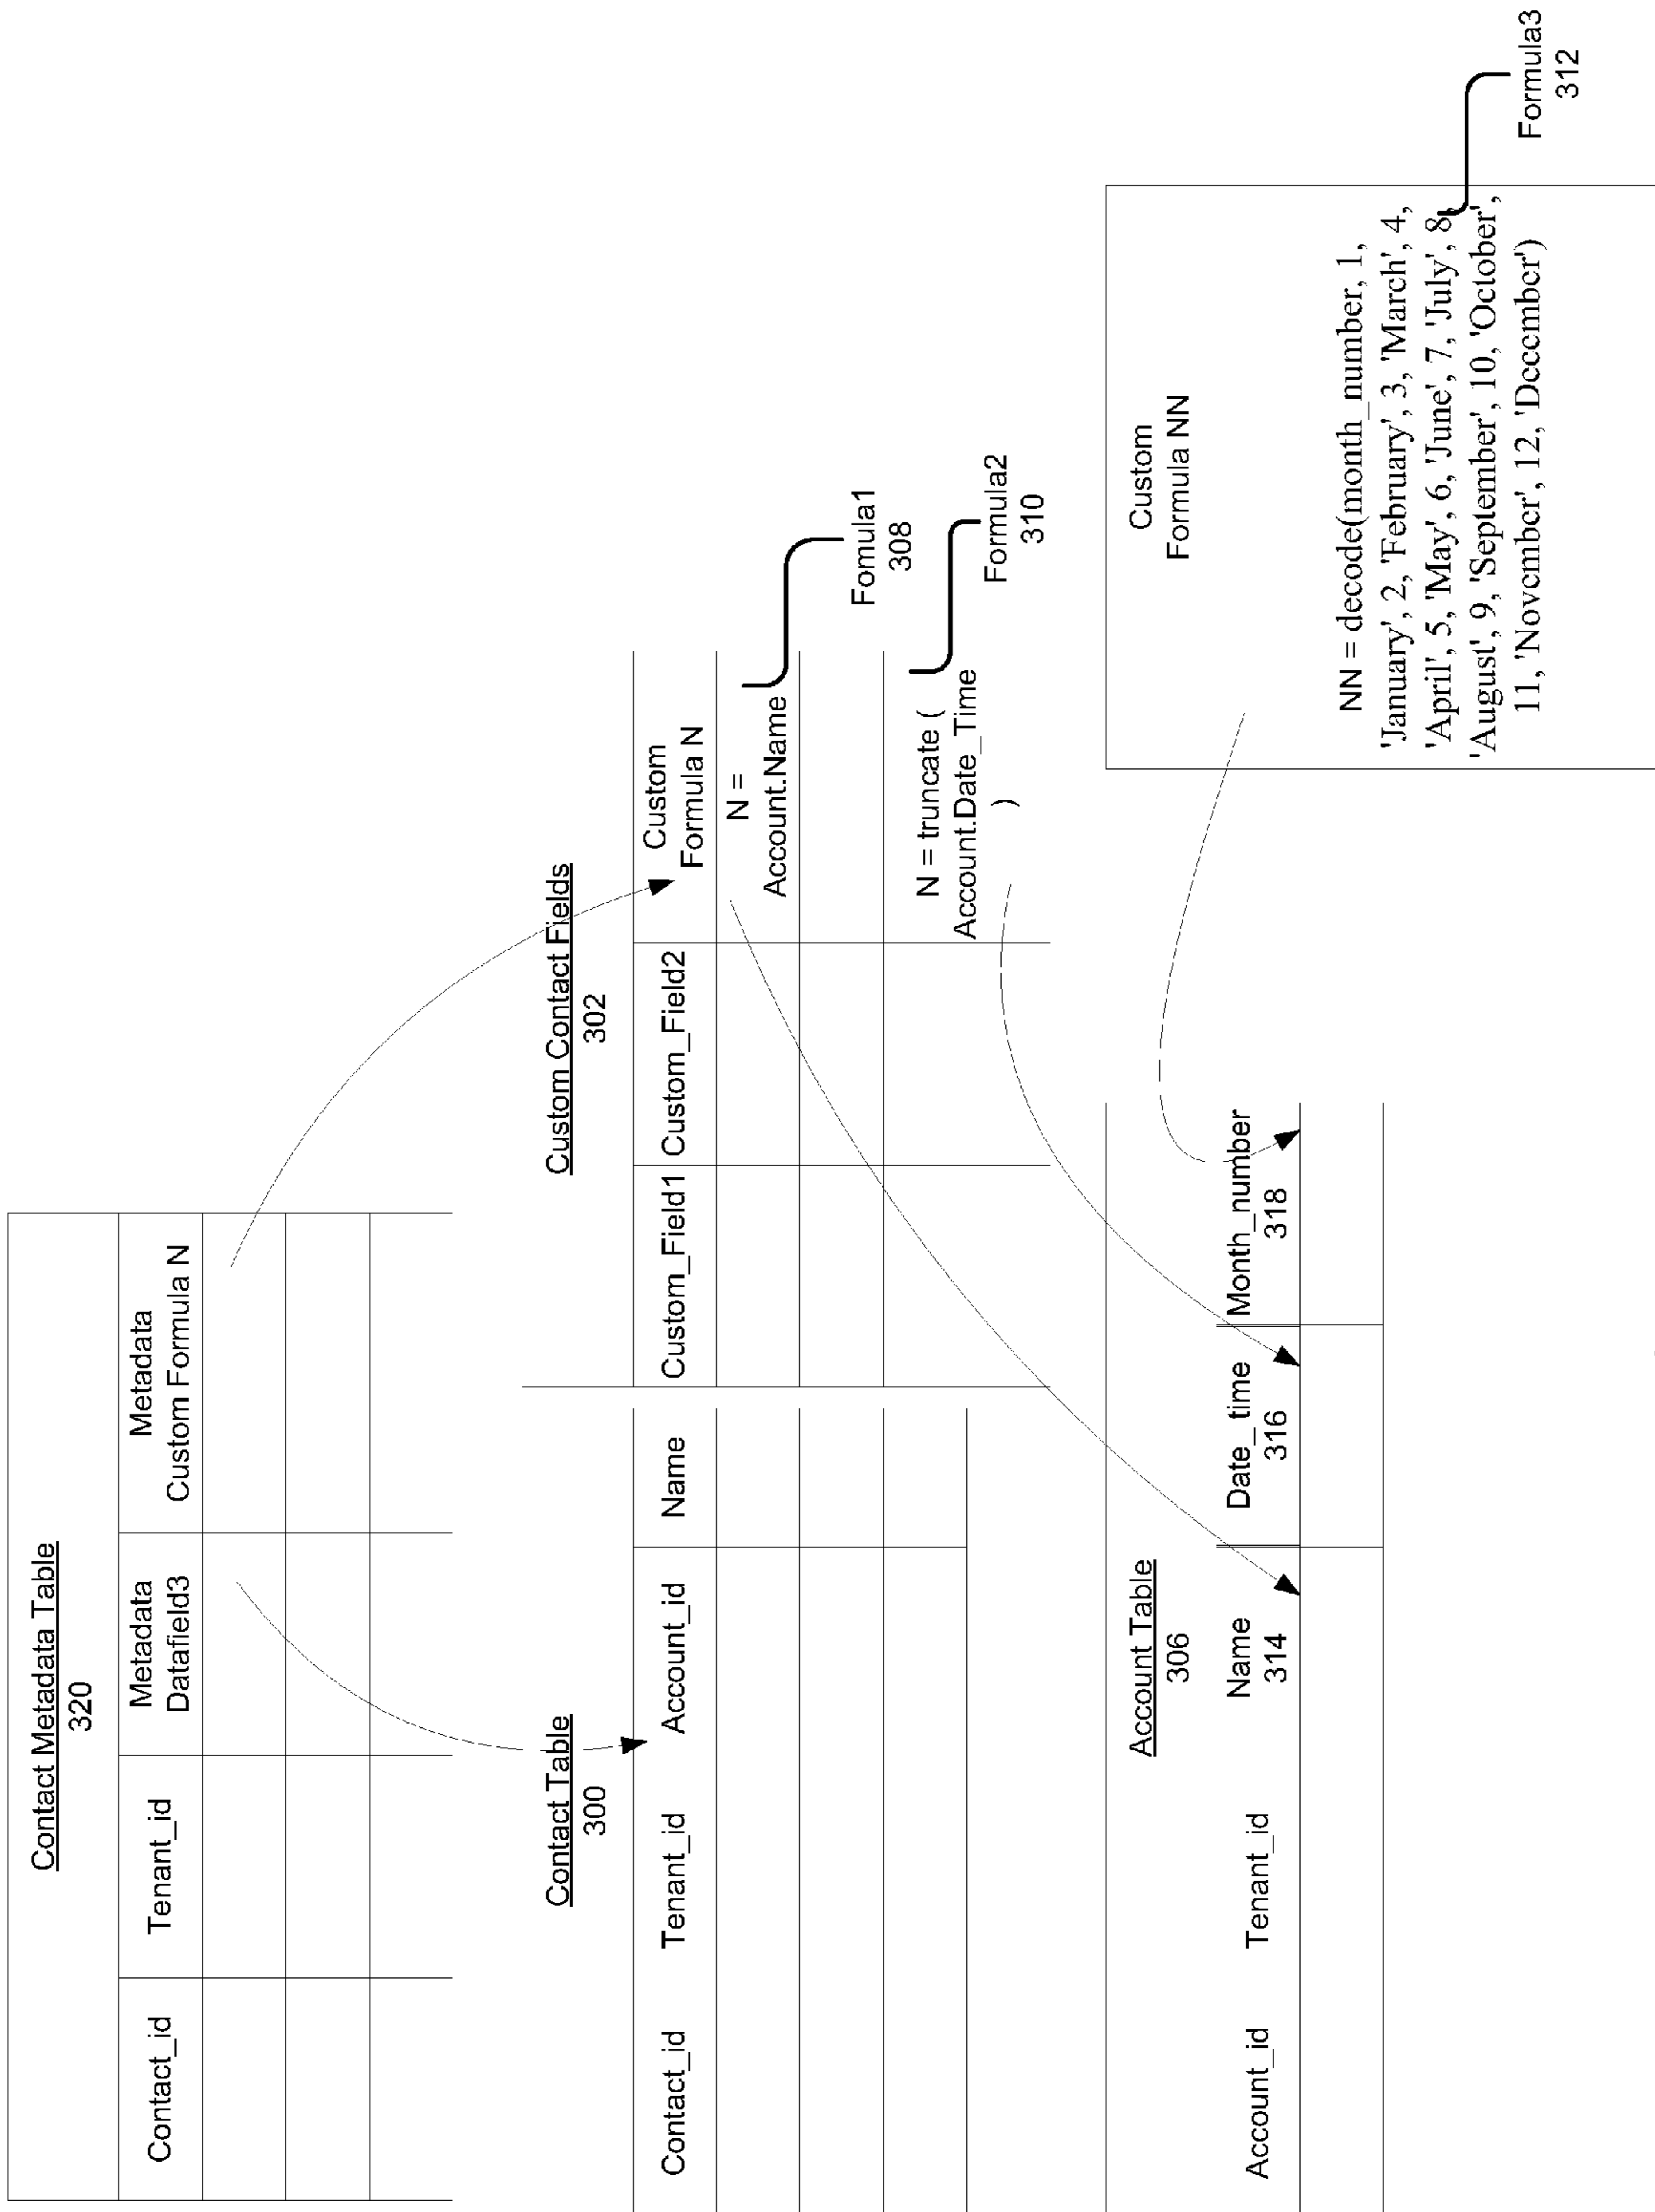 Contact Metadata Table
320
Contact_id
Tenant_id
Metadata
Datafield3
Metadata
Custom Formula N
Contact Table
300
Contact_id
Tenant_id
Account_id
Name
Custom Contact Fields
302
Custom_Field1
Custom_Field2
Custom
Formula N
N =
Account.Name
Fomula1
308
N = truncate (
Account.Date_Time
)
Formula2
310
Account Table
306
Account_id
Tenant_id
Name
314
Date_time
316
Month_number
318
Custom
Formula NN
NN = decode(month_number, 1,
'January', 2, 'February', 3, 'March', 4,
'April', 5, 'May', 6, 'June', 7, 'July', 8,
'August', 9, 'September', 10, 'October',
11, 'November', 12, 'December')
Formula3
312